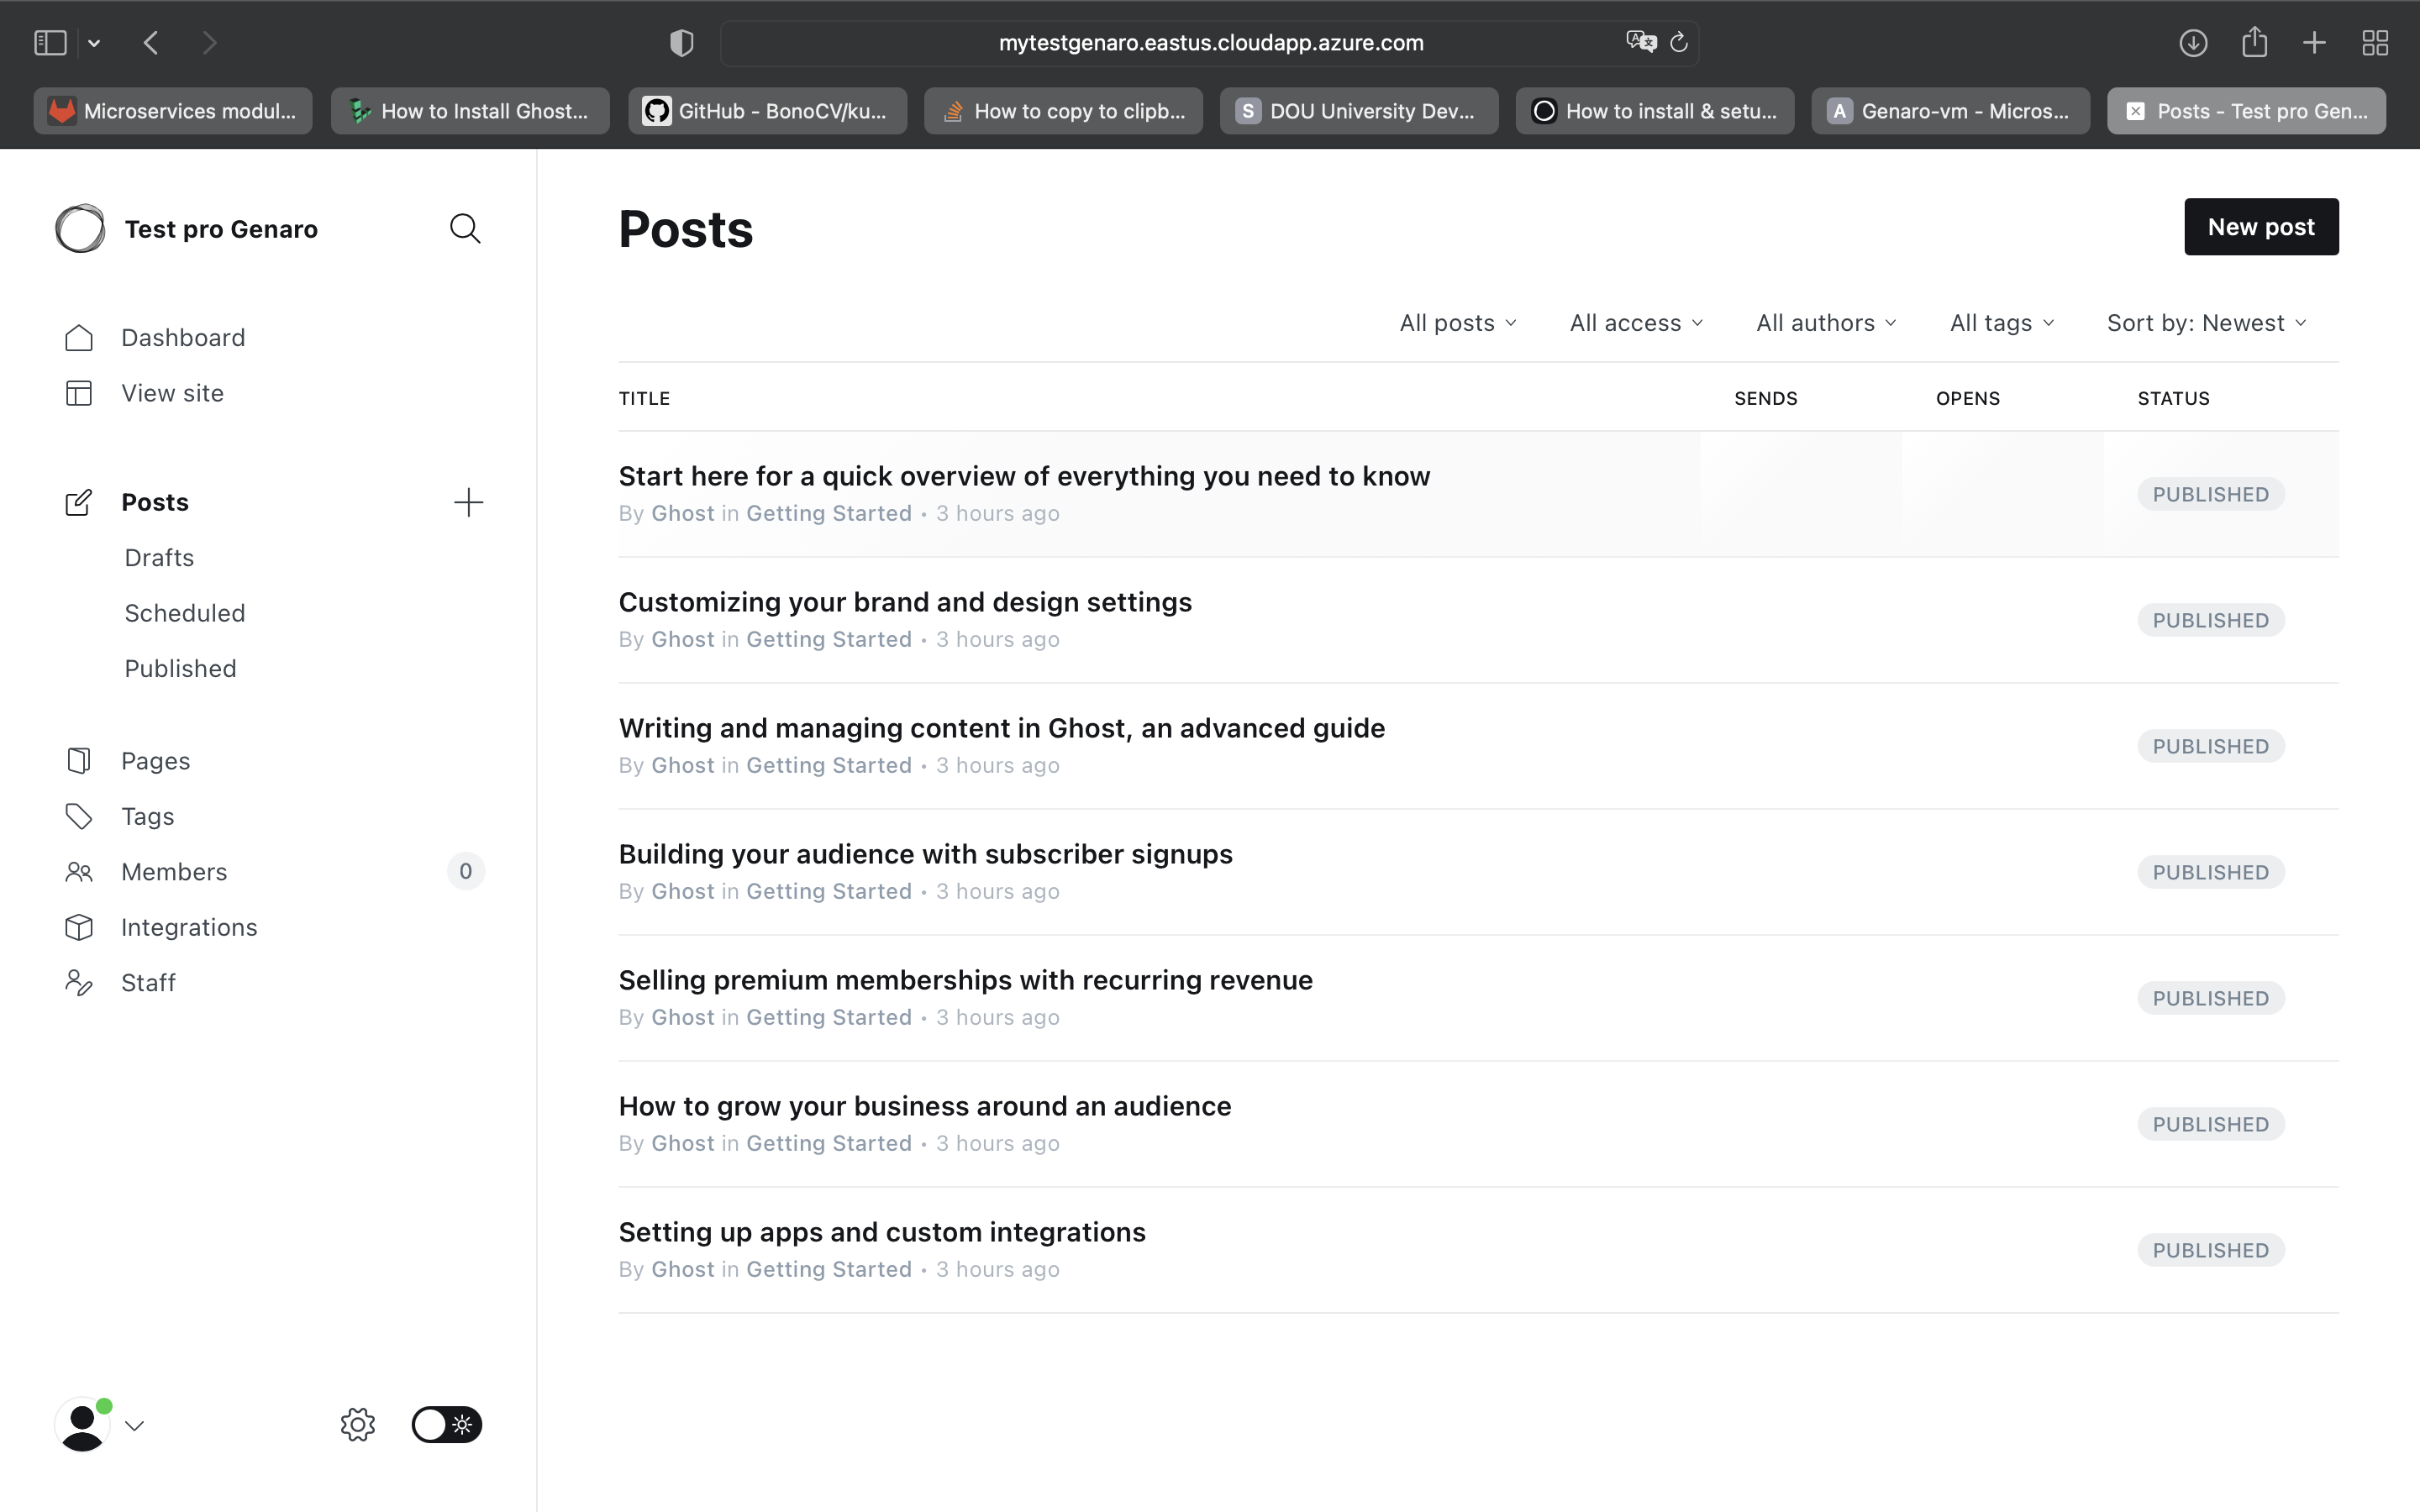 mytestgenaro.eastus.cloudapp.azure.com
Microservices modul...
How to Install Ghost...
GitHub - BonoCV/ku...
How to copy to clipb...
S DOU University Dev...
How to install & setu...
A Genaro-vm - Micros...
Posts - Test pro Gen...
Test pro Genaro
Dashboard
View site
Posts
Drafts
Scheduled
Published
Pages
Tags
Members 0
Integrations
Staff
Posts
New post
All posts All access All authors All tags Sort by: Newest
TITLE SENDS OPENS STATUS
Start here for a quick overview of everything you need to know
By Ghost in Getting Started • 3 hours ago
PUBLISHED
Customizing your brand and design settings
By Ghost in Getting Started • 3 hours ago
PUBLISHED
Writing and managing content in Ghost, an advanced guide
By Ghost in Getting Started • 3 hours ago
PUBLISHED
Building your audience with subscriber signups
By Ghost in Getting Started • 3 hours ago
PUBLISHED
Selling premium memberships with recurring revenue
By Ghost in Getting Started • 3 hours ago
PUBLISHED
How to grow your business around an audience
By Ghost in Getting Started • 3 hours ago
PUBLISHED
Setting up apps and custom integrations
By Ghost in Getting Started • 3 hours ago
PUBLISHED